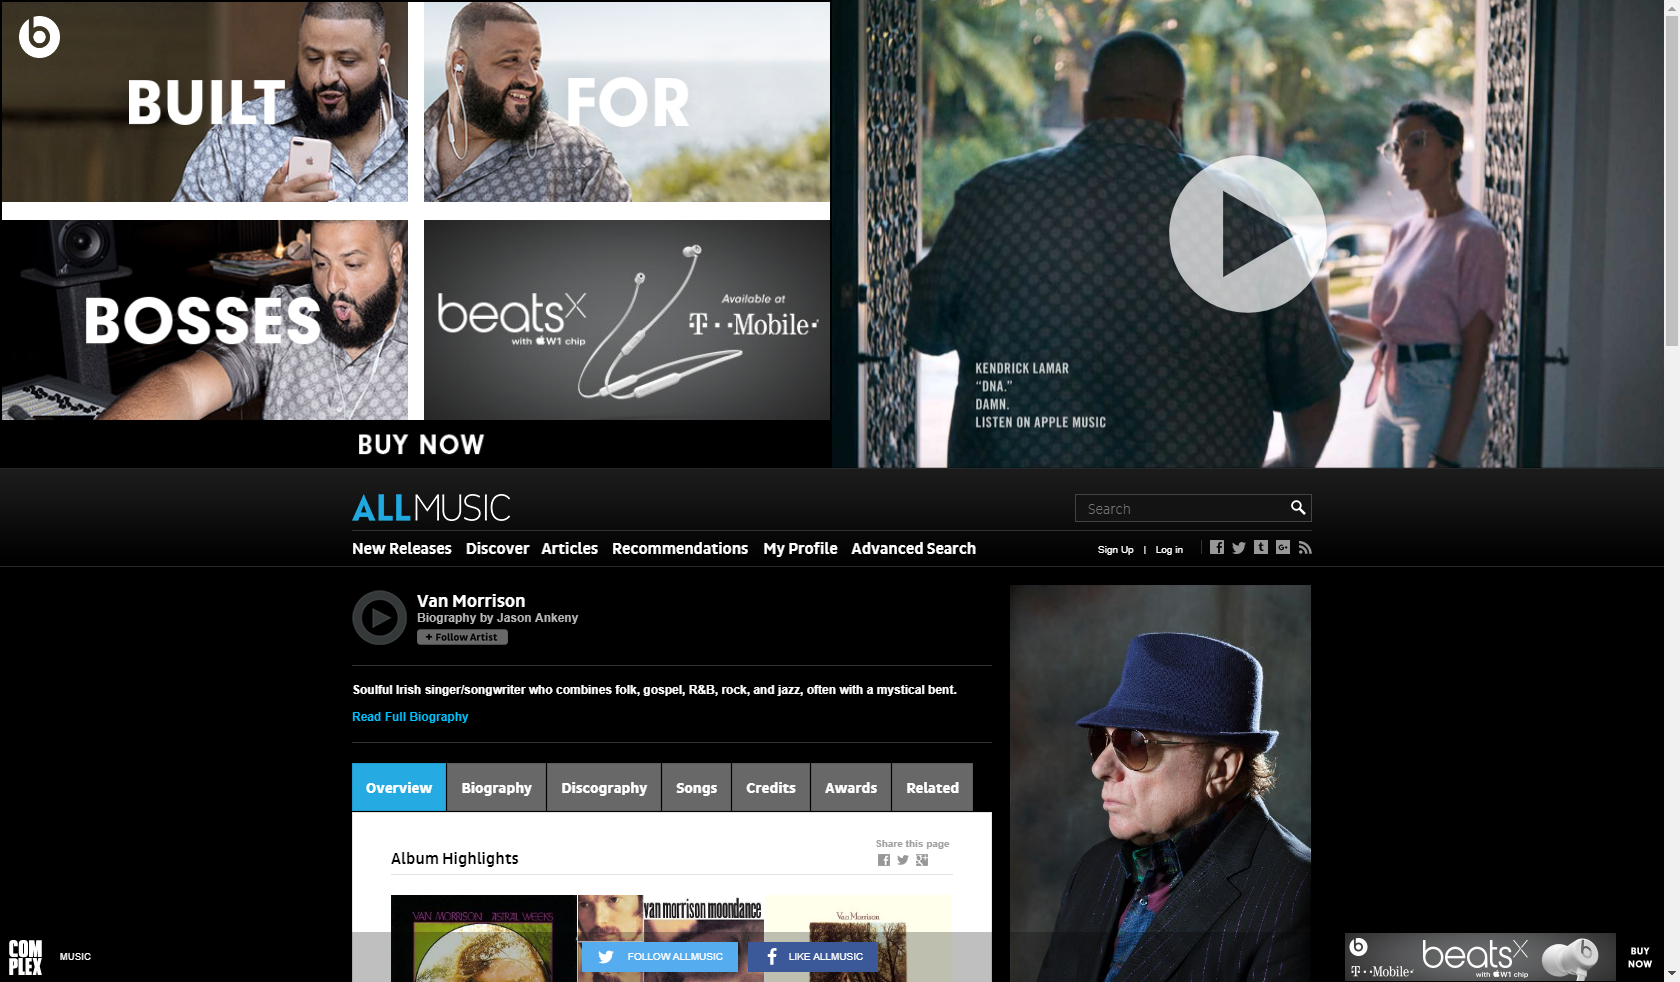 BUILT
FOR
BOSSES
beatsX
with W1 chip
Available at
T··Mobile·
BUY NOW
KENDRICK LAMAR
“DNA.”
DAMN.
LISTEN ON APPLE MUSIC
ALLMUSIC
Search
New Releases Discover Articles Recommendations My Profile Advanced Search
Sign Up | Log in
Van Morrison
Biography by Jason Ankeny
+ Follow Artist
Soulful Irish singer/songwriter who combines folk, gospel, R&B, rock, and jazz, often with a mystical bent.
Read Full Biography
Overview Biography Discography Songs Credits Awards Related
Share this page
Album Highlights
VAN MORRISON ASTRAL WEEKS
van morrison moondance
Van Morrison
COMPLEX
MUSIC
FOLLOW ALLMUSIC
LIKE ALLMUSIC
T··Mobile·
beatsX
with W1 chip
BUY NOW